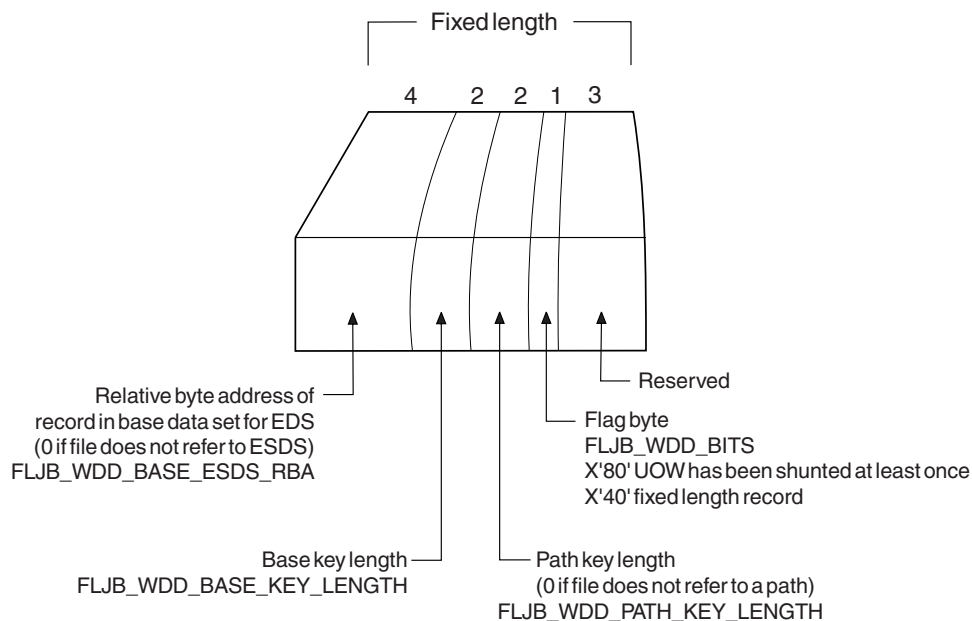 Fixed length
4 2 2 1 3
Relative byte address of
record in base data set for EDS
(0 if file does not refer to ESDS)
FLJB_WDD_BASE_ESDS_RBA
Reserved
Flag byte
FLJB_WDD_BITS
X'80' UOW has been shunted at least once
X'40' fixed length record
Base key length
FLJB_WDD_BASE_KEY_LENGTH
Path key length
(0 if file does not refer to a path)
FLJB_WDD_PATH_KEY_LENGTH